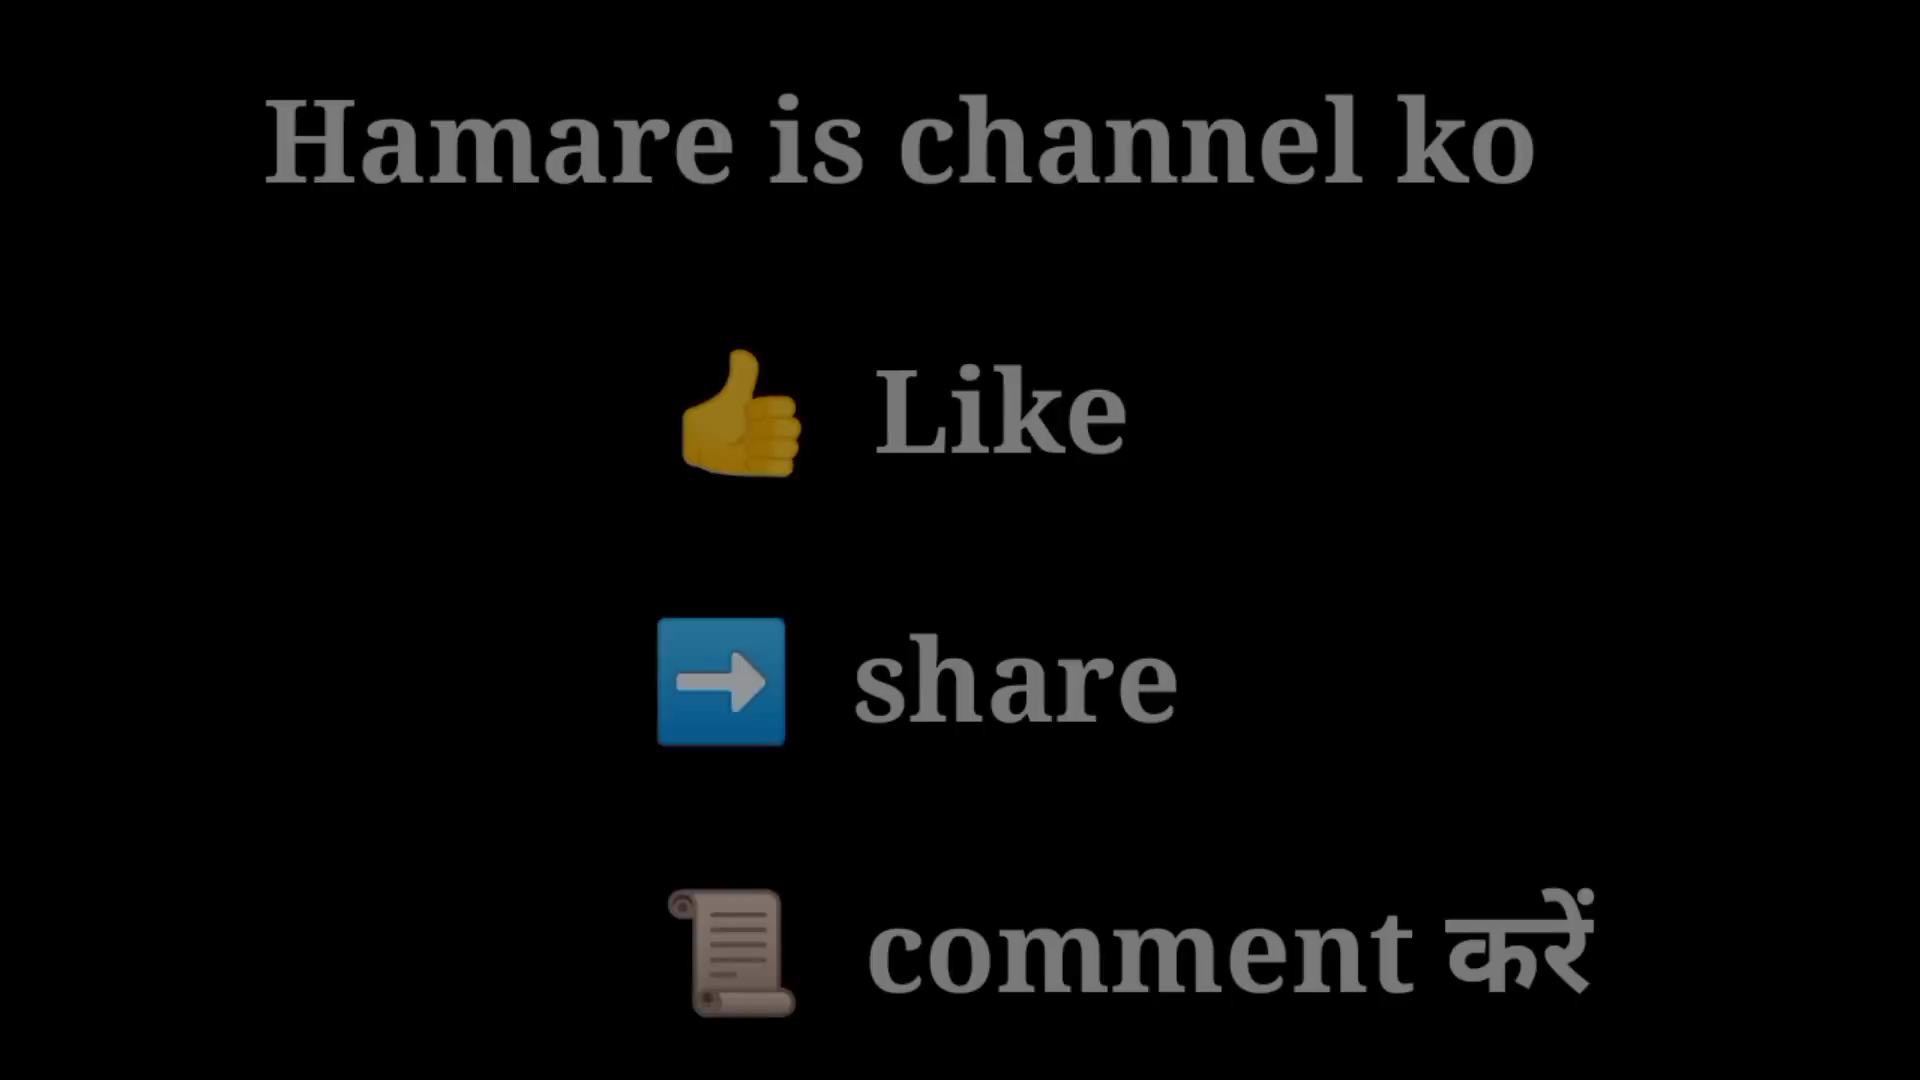 Hamare is channel ko
👍 Like
➡️ share
📜 comment करें